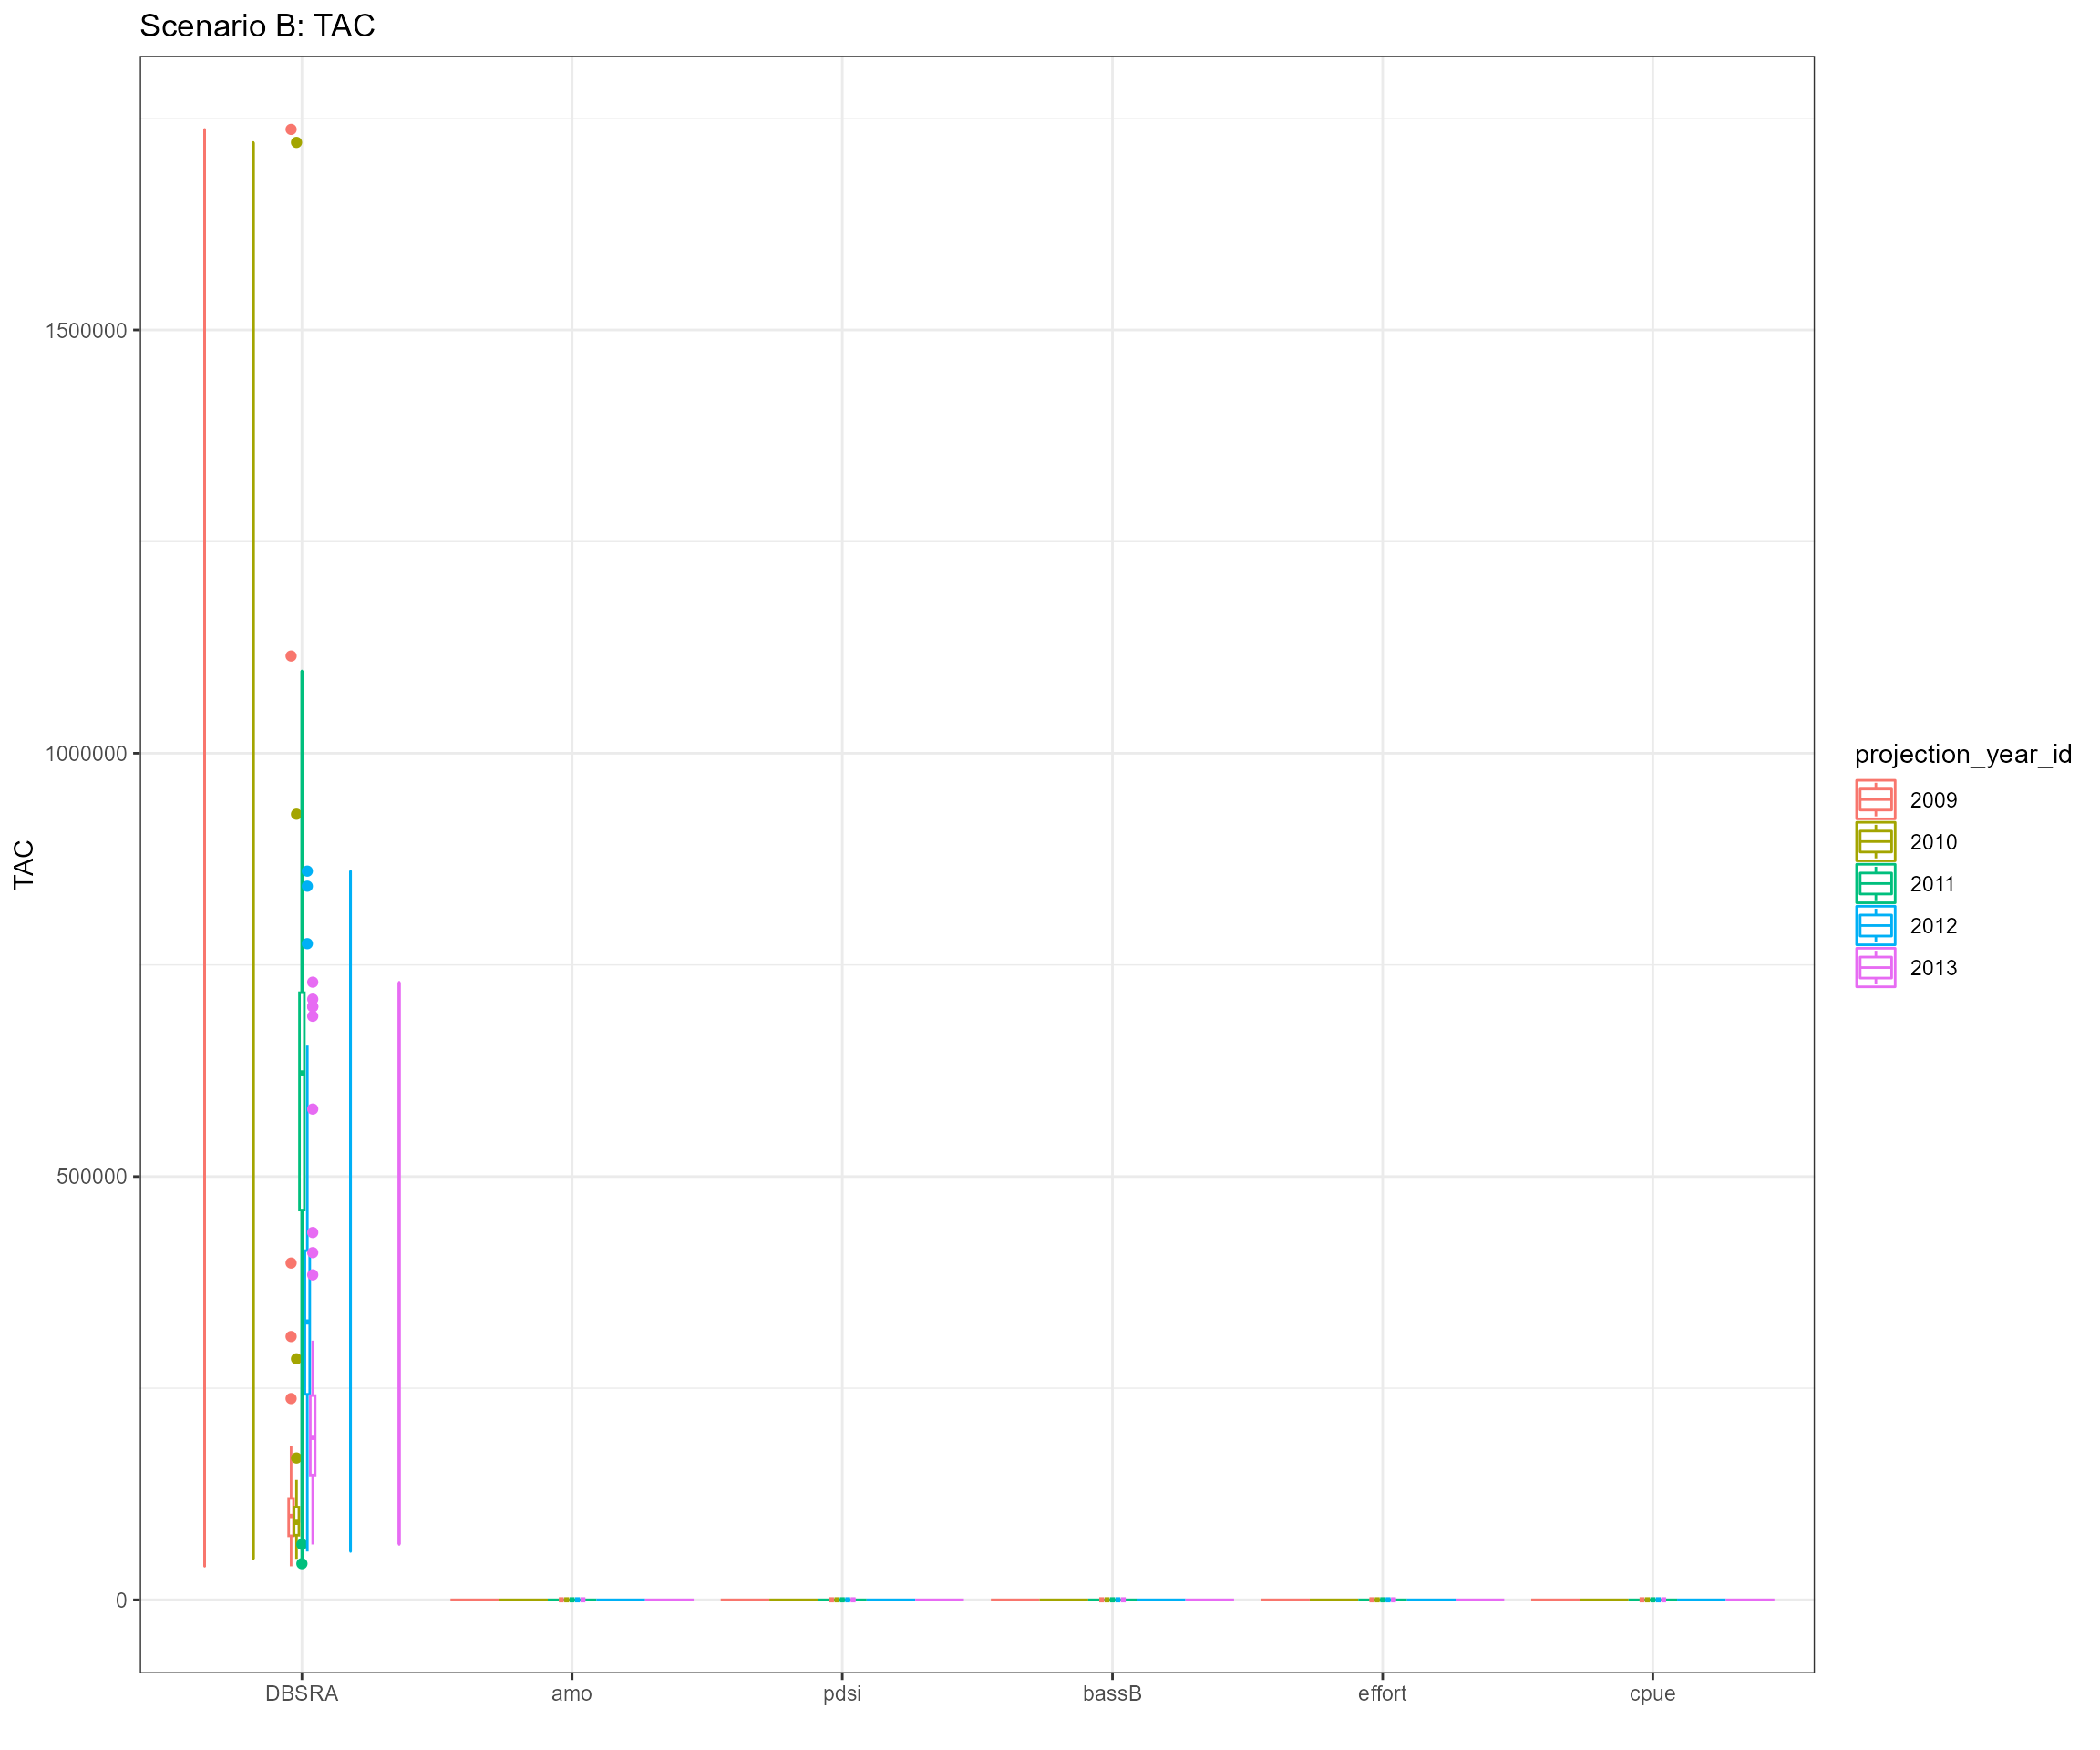 Scenario B: TAC
1500000
1000000
500000
0
TAC
DBSRA
amo
pdsi
bassB
effort
cpue
projection_year_id
2009
2010
2011
2012
2013